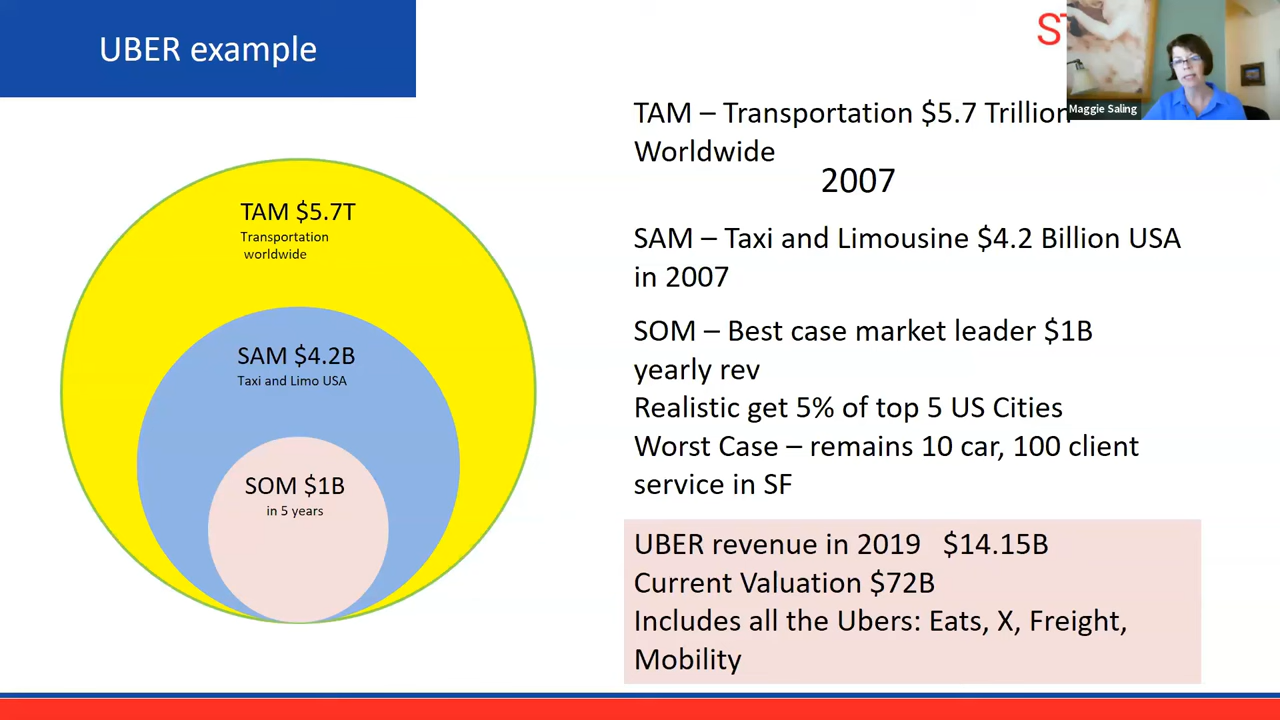 UBER example
ST
Maggie Saling
TAM – Transportation $5.7 Trillion
Worldwide
2007
SAM – Taxi and Limousine $4.2 Billion USA
in 2007
SOM – Best case market leader $1B
yearly rev
Realistic get 5% of top 5 US Cities
Worst Case – remains 10 car, 100 client
service in SF
UBER revenue in 2019 $14.15B
Current Valuation $72B
Includes all the Ubers: Eats, X, Freight,
Mobility
TAM $5.7T
Transportation
worldwide
SAM $4.2B
Taxi and Limo USA
SOM $1B
in 5 years